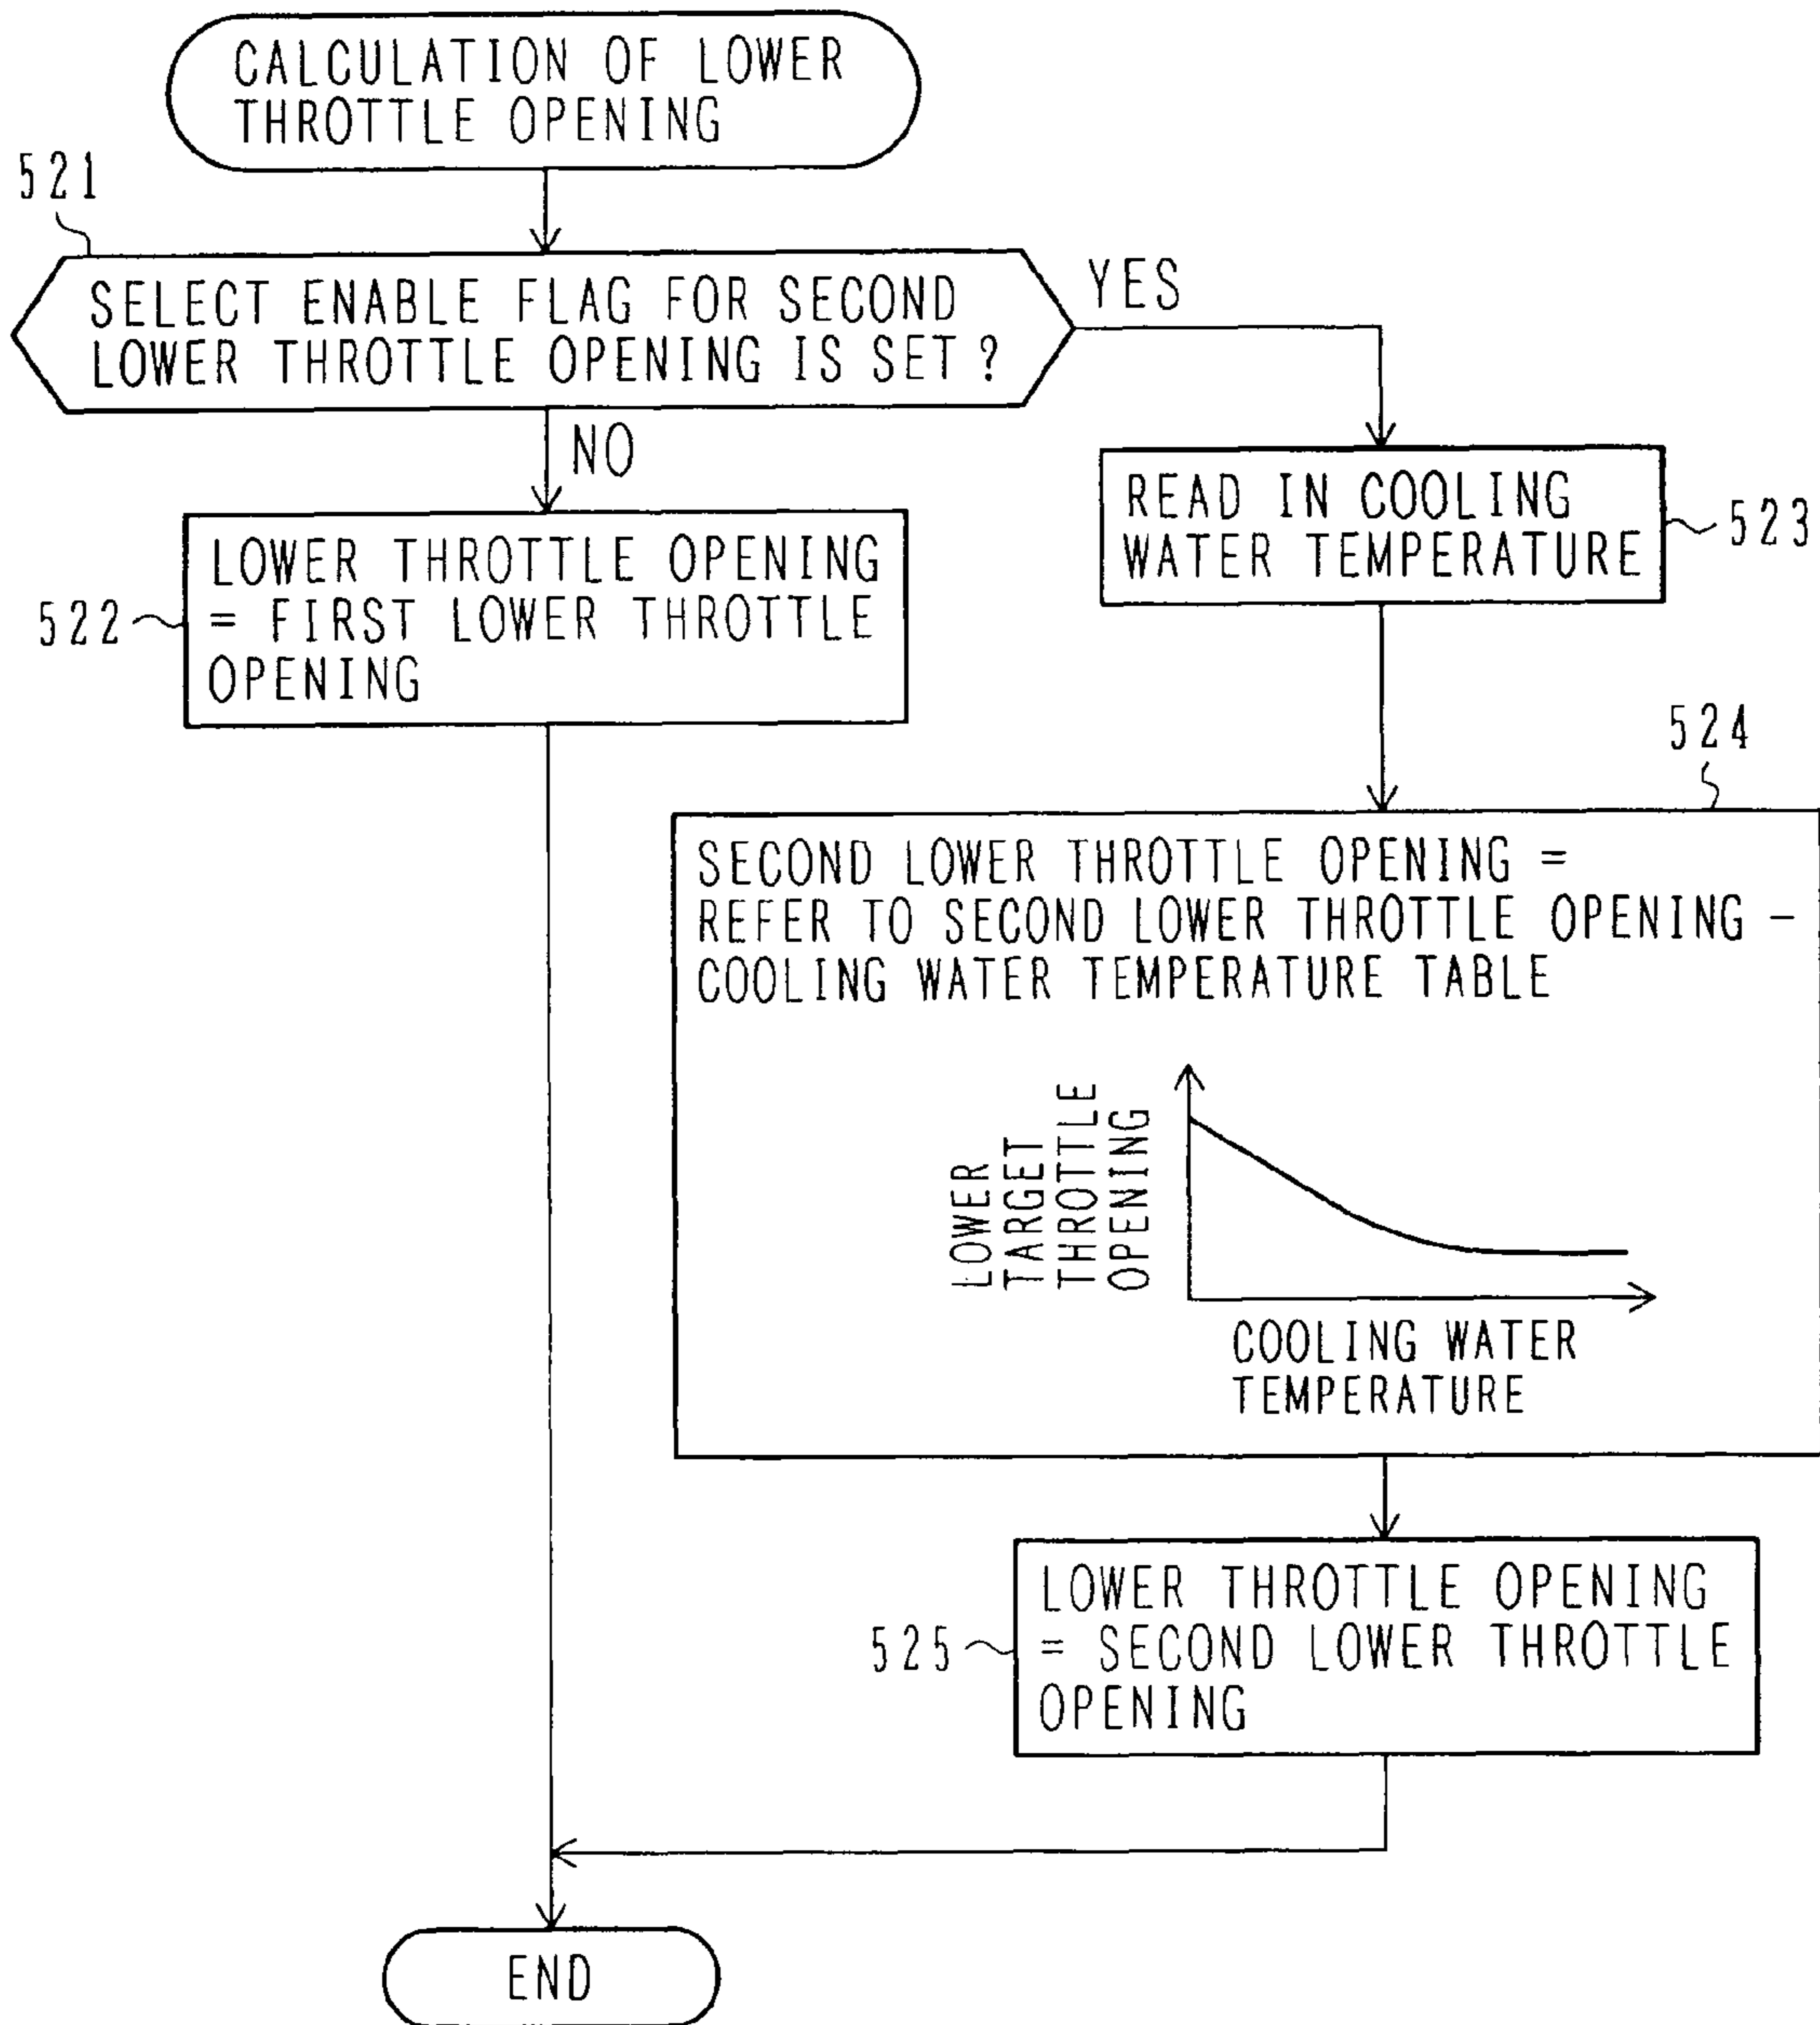 CALCULATION OF LOWER
THROTTLE OPENING
521
SELECT ENABLE FLAG FOR SECOND
LOWER THROTTLE OPENING IS SET?
YES
NO
READ IN COOLING
WATER TEMPERATURE
523
LOWER THROTTLE OPENING
= FIRST LOWER THROTTLE
OPENING
522
524
SECOND LOWER THROTTLE OPENING =
REFER TO SECOND LOWER THROTTLE OPENING -
COOLING WATER TEMPERATURE TABLE
LOWER
TARGET
THROTTLE
OPENING
COOLING WATER
TEMPERATURE
LOWER THROTTLE OPENING
= SECOND LOWER THROTTLE
OPENING
525
END